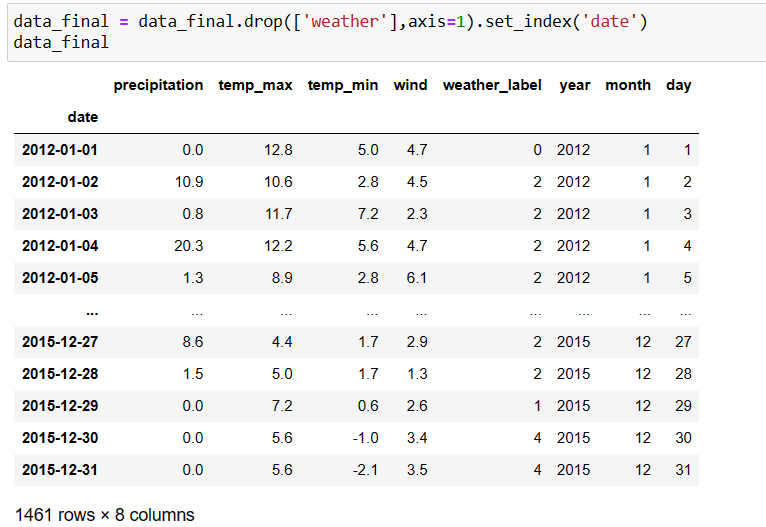 data_final = data_final.drop(['weather'],axis=1).set_index('date')
data_final
precipitation temp_max temp_min wind weather_label year month day
date
2012-01-01 0.0 12.8 5.0 4.7 0 2012 1 1
2012-01-02 10.9 10.6 2.8 4.5 2 2012 1 2
2012-01-03 0.8 11.7 7.2 2.3 2 2012 1 3
2012-01-04 20.3 12.2 5.6 4.7 2 2012 1 4
2012-01-05 1.3 8.9 2.8 6.1 2 2012 1 5
... ... ... ... ... ... ... ... ...
2015-12-27 8.6 4.4 1.7 2.9 2 2015 12 27
2015-12-28 1.5 5.0 1.7 1.3 2 2015 12 28
2015-12-29 0.0 7.2 0.6 2.6 1 2015 12 29
2015-12-30 0.0 5.6 -1.0 3.4 4 2015 12 30
2015-12-31 0.0 5.6 -2.1 3.5 4 2015 12 31
1461 rows × 8 columns